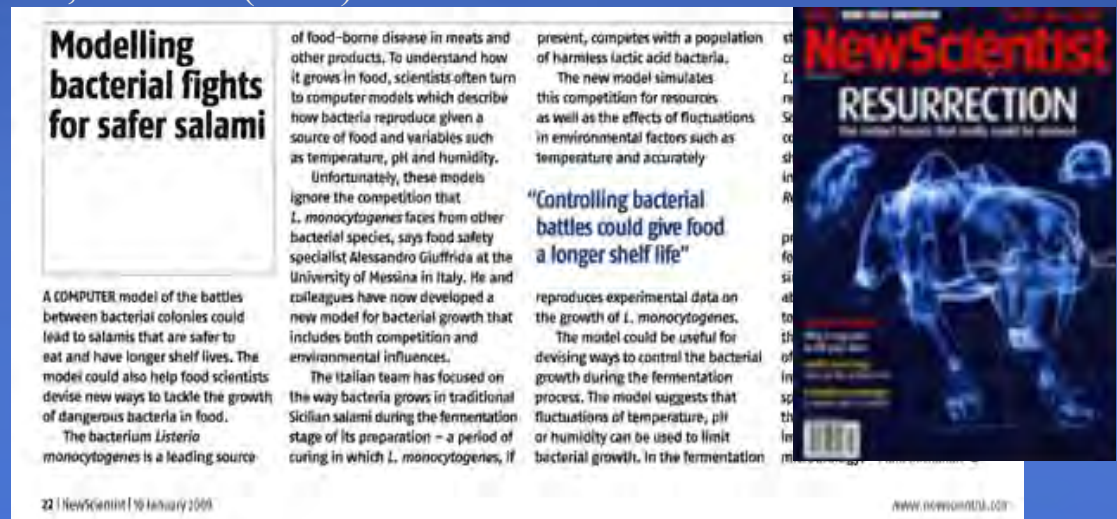 Modelling
bacterial fights
for safer salami
A COMPUTER model of the battles
between bacterial colonies could
lead to salamis that are safer to
eat and have longer shelf lives. The
model could also help food scientists
devise new ways to tackle the growth
of dangerous bacteria in food.
The bacterium Listeria
monocytogenes is a leading source
of food-borne disease in meats and
other products. To understand how
it grows in food, scientists often turn
to computer models which describe
how bacteria reproduce given a
source of food and variables such
as temperature, pH and humidity.
Unfortunately, these models
ignore the competition that
L. monocytogenes faces from other
bacterial species, says food safety
specialist Alessandro Giuffrida at the
University of Messina in Italy. He and
colleagues have now developed a
new model for bacterial growth that
includes both competition and
environmental influences.
The Italian team has focused on
the way bacteria grows in traditional
Sicilian salami during the fermentation
stage of its preparation – a period of
curing in which L. monocytogenes, if
present, competes with a population
of harmless lactic acid bacteria.
The new model simulates
this competition for resources
as well as the effects of fluctuations
in environmental factors such as
temperature and accurately
"Controlling bacterial
battles could give food
a longer shelf life"
reproduces experimental data on
the growth of L. monocytogenes.
The model could be useful for
devising ways to control the bacterial
growth during the fermentation
process. The model suggests that
fluctuations of temperature, pH
or humidity can be used to limit
bacterial growth. In the fermentation
NewScientist
RESURRECTION
22 | NewScientist | 10 January 2009
www.newscientist.com